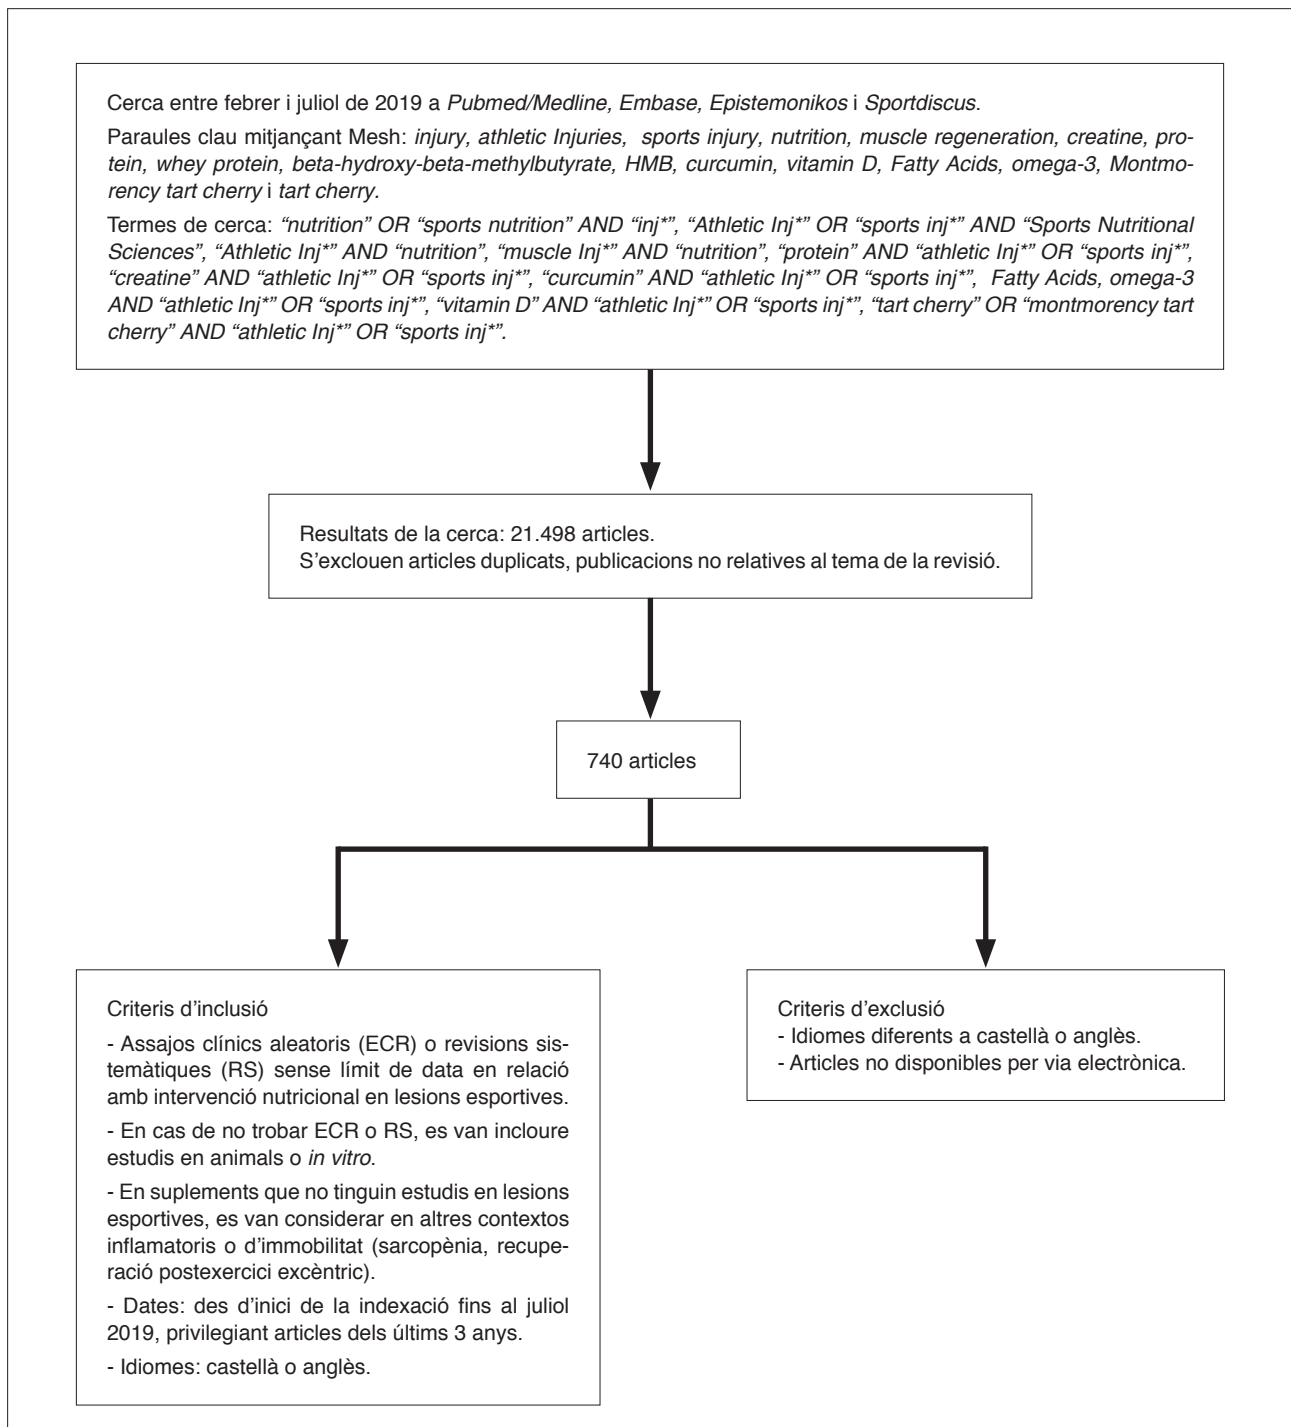 Cerca entre febrer i juliol de 2019 a Pubmed/Medline, Embase, Epistemonikos i Sportdiscus.
Paraules clau mitjançant Mesh: injury, athletic Injuries, sports injury, nutrition, muscle regeneration, creatine, pro-
tein, whey protein, beta-hydroxy-beta-methylbutyrate, HMB, curcumin, vitamin D, Fatty Acids, omega-3, Montmo-
rency tart cherry i tart cherry.
Termes de cerca: “nutrition” OR “sports nutrition” AND “inj*”, “Athletic Inj*” OR “sports inj*” AND “Sports Nutritional
Sciences”, “Athletic Inj*” AND “nutrition”, “muscle Inj*” AND “nutrition”, “protein” AND “athletic Inj*” OR “sports inj*”,
“creatine” AND “athletic Inj*” OR “sports inj*”, “curcumin” AND “athletic Inj*” OR “sports inj*”, Fatty Acids, omega-3
AND “athletic Inj*” OR “sports inj*”, “vitamin D” AND “athletic Inj*” OR “sports inj*”, “tart cherry” OR “montmorency tart
cherry” AND “athletic Inj*” OR “sports inj*”.
Resultats de la cerca: 21.498 articles.
S’exclouen articles duplicats, publicacions no relatives al tema de la revisió.
740 articles
Criteris d’inclusió
- Assajos clínics aleatoris (ECR) o revisions sis-
temàtiques (RS) sense límit de data en relació
amb intervenció nutricional en lesions esportives.
- En cas de no trobar ECR o RS, es van incloure
estudis en animals o in vitro.
- En suplements que no tinguin estudis en lesions
esportives, es van considerar en altres contextos
inflamatoris o d’immobilitat (sarcopènia, recupe-
ració postexercici excèntric).
- Dates: des d’inici de la indexació fins al juliol
2019, privilegiant articles dels últims 3 anys.
- Idiomes: castellà o anglès.
Criteris d’exclusió
- Idiomes diferents a castellà o anglès.
- Articles no disponibles per via electrònica.